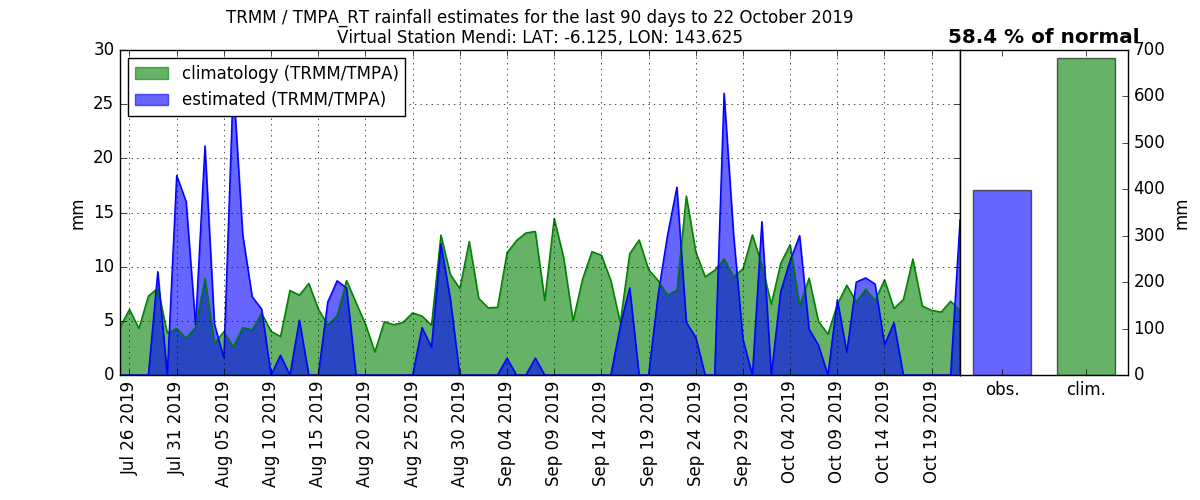 TRMM / TMPA_RT rainfall estimates for the last 90 days to 22 October 2019
Virtual Station Mendi: LAT: -6.125, LON: 143.625
58.4 % of normal
climatology (TRMM/TMPA)
estimated (TRMM/TMPA)
30
25
20
15
10
5
0
mm
Jul 26 2019
Jul 31 2019
Aug 05 2019
Aug 10 2019
Aug 15 2019
Aug 20 2019
Aug 25 2019
Aug 30 2019
Sep 04 2019
Sep 09 2019
Sep 14 2019
Sep 19 2019
Sep 24 2019
Sep 29 2019
Oct 04 2019
Oct 09 2019
Oct 14 2019
Oct 19 2019
obs.
clim.
700
600
500
400
300
200
100
0
mm